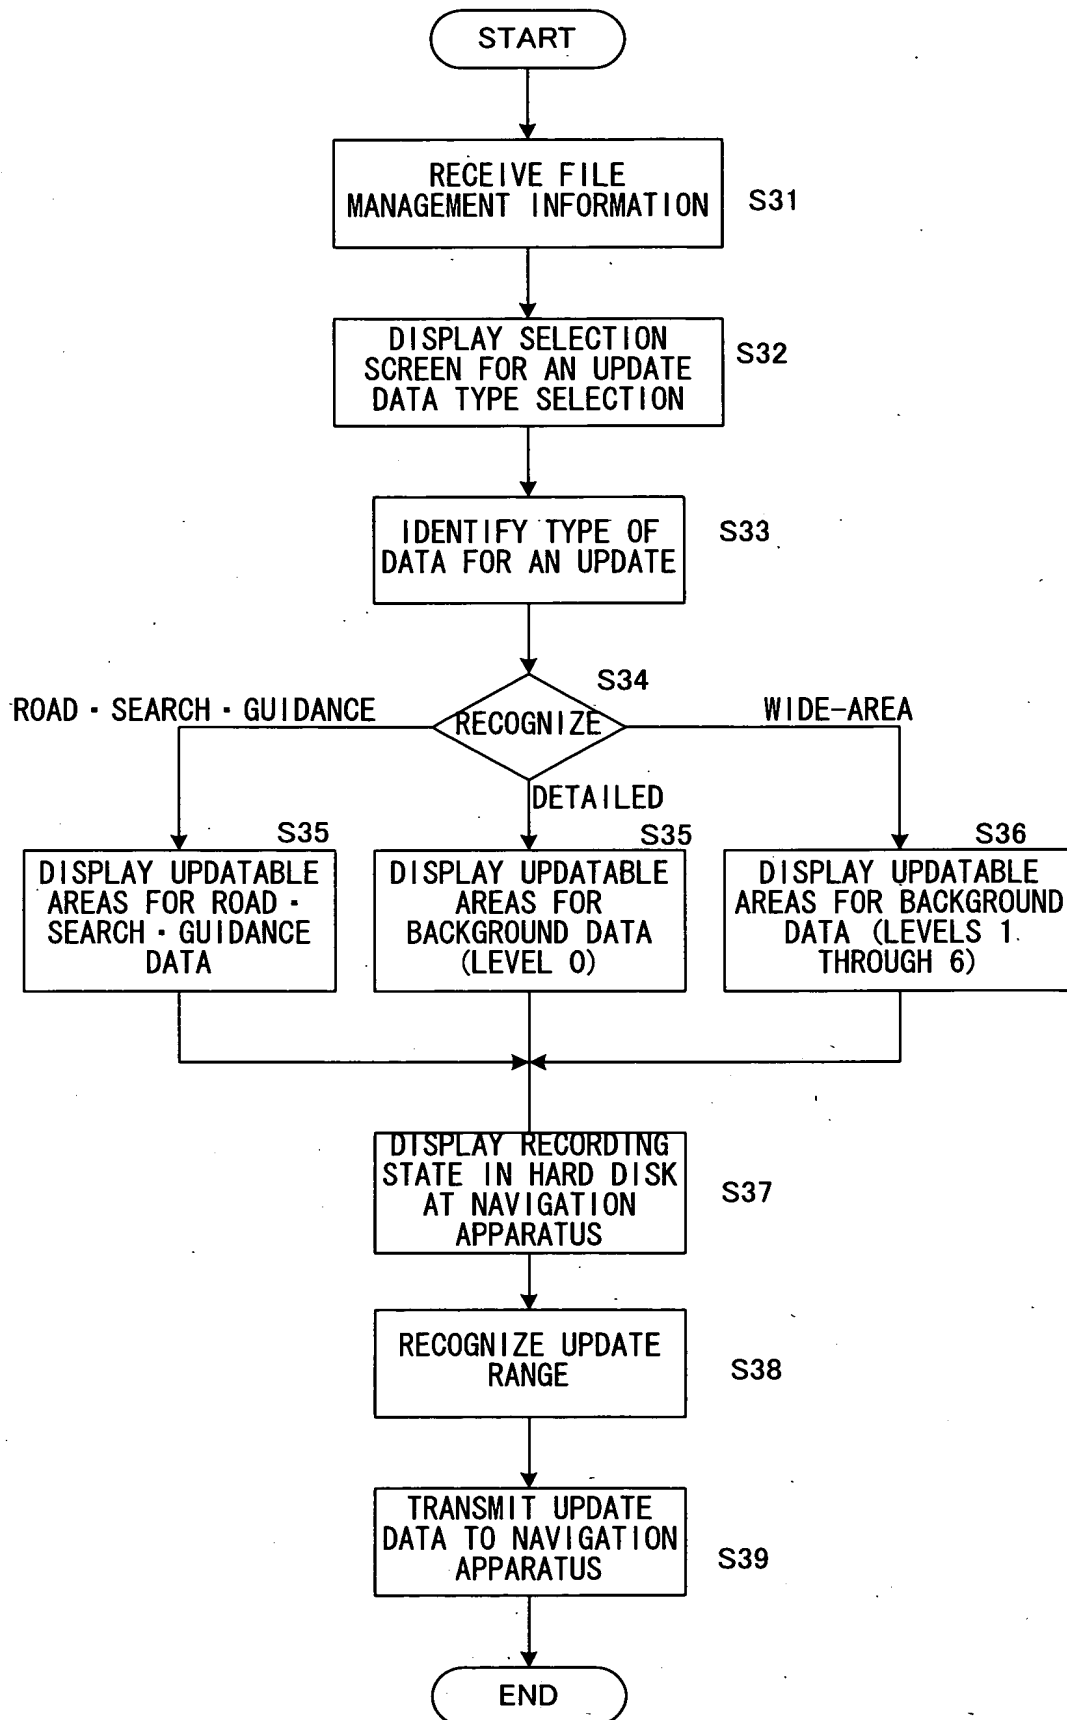 START
RECEIVE FILE
MANAGEMENT INFORMATION
S31
DISPLAY SELECTION
SCREEN FOR AN UPDATE
DATA TYPE SELECTION
S32
IDENTIFY TYPE OF
DATA FOR AN UPDATE
S33
S34
ROAD・SEARCH・GUIDANCE
RECOGNIZE
WIDE-AREA
DETAILED
S35
DISPLAY UPDATABLE
AREAS FOR ROAD・
SEARCH・GUIDANCE
DATA
S35
DISPLAY UPDATABLE
AREAS FOR
BACKGROUND DATA
(LEVEL 0)
S36
DISPLAY UPDATABLE
AREAS FOR BACKGROUND
DATA (LEVELS 1
THROUGH 6)
DISPLAY RECORDING
STATE IN HARD DISK
AT NAVIGATION
APPARATUS
S37
RECOGNIZE UPDATE
RANGE
S38
TRANSMIT UPDATE
DATA TO NAVIGATION
APPARATUS
S39
END